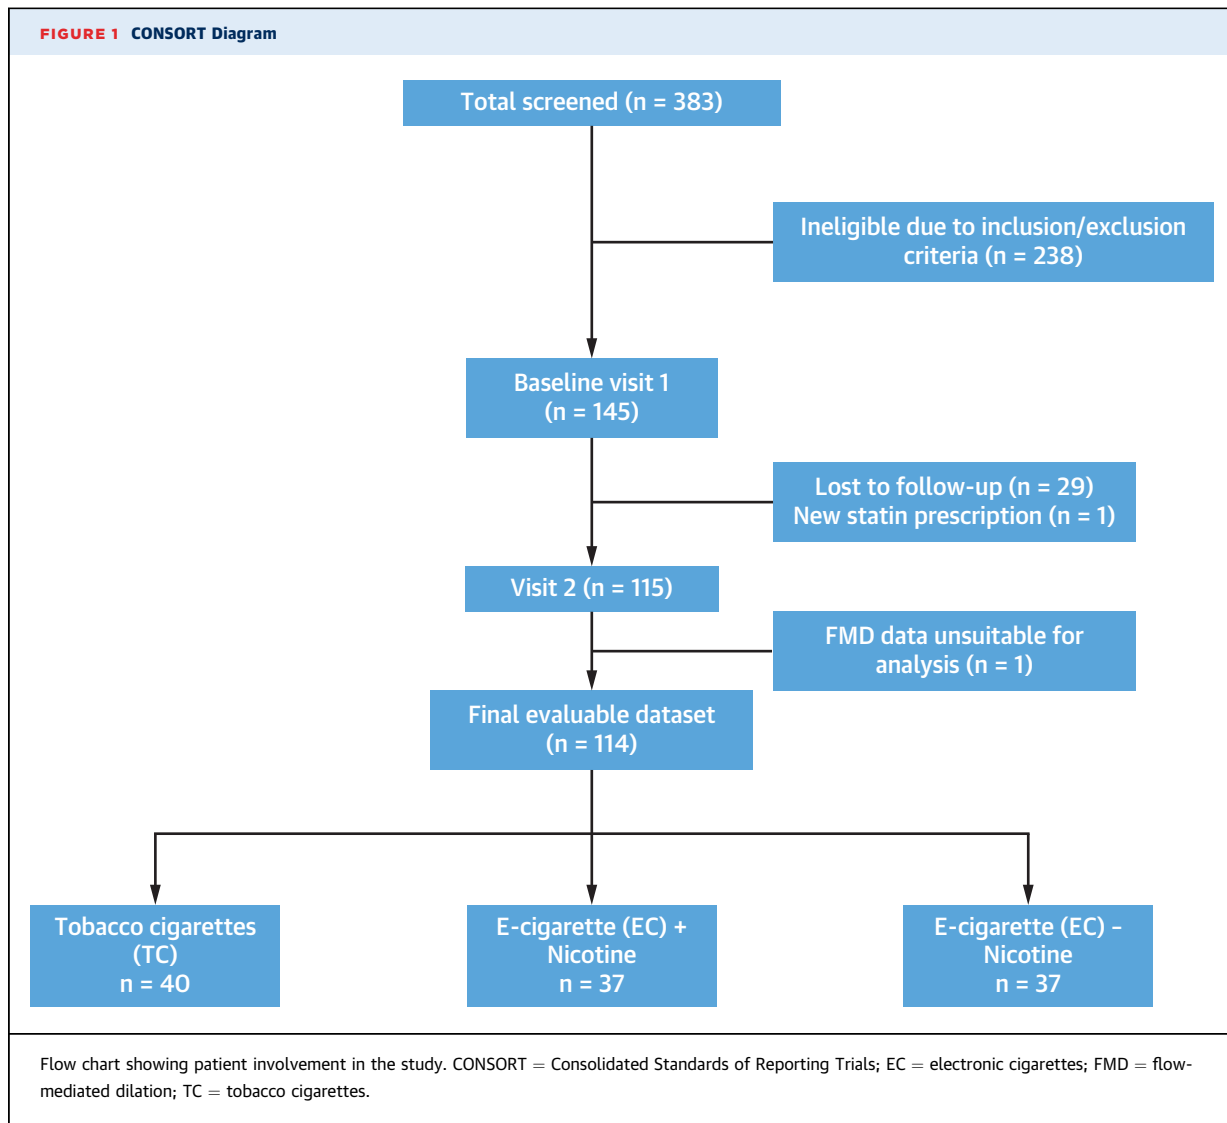 FIGURE 1 CONSORT Diagram
Total screened (n = 383)
Ineligible due to inclusion/exclusion
criteria (n = 238)
Baseline visit 1
(n = 145)
Lost to follow-up (n = 29)
New statin prescription (n = 1)
Visit 2 (n = 115)
FMD data unsuitable for
analysis (n = 1)
Final evaluable dataset
(n = 114)
Tobacco cigarettes
(TC)
n = 40
E-cigarette (EC) +
Nicotine
n = 37
E-cigarette (EC) –
Nicotine
n = 37
Flow chart showing patient involvement in the study. CONSORT = Consolidated Standards of Reporting Trials; EC = electronic cigarettes; FMD = flow-
mediated dilation; TC = tobacco cigarettes.